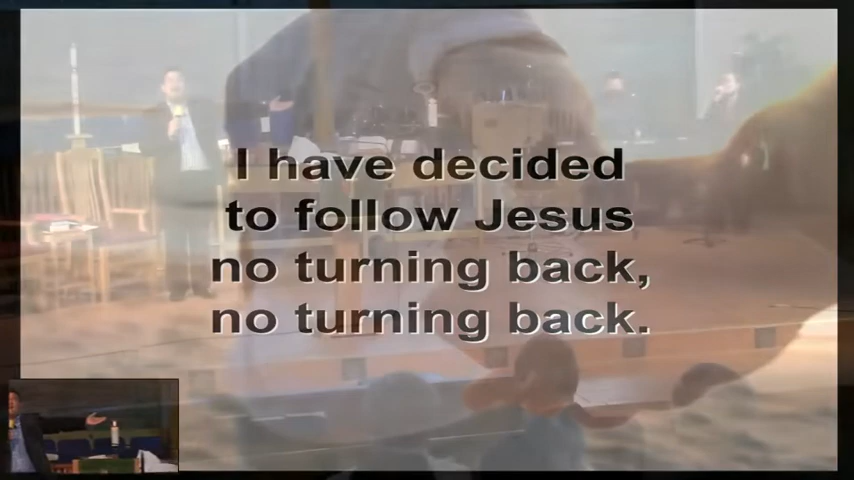 I have decided
to follow Jesus
no turning back,
no turning back.